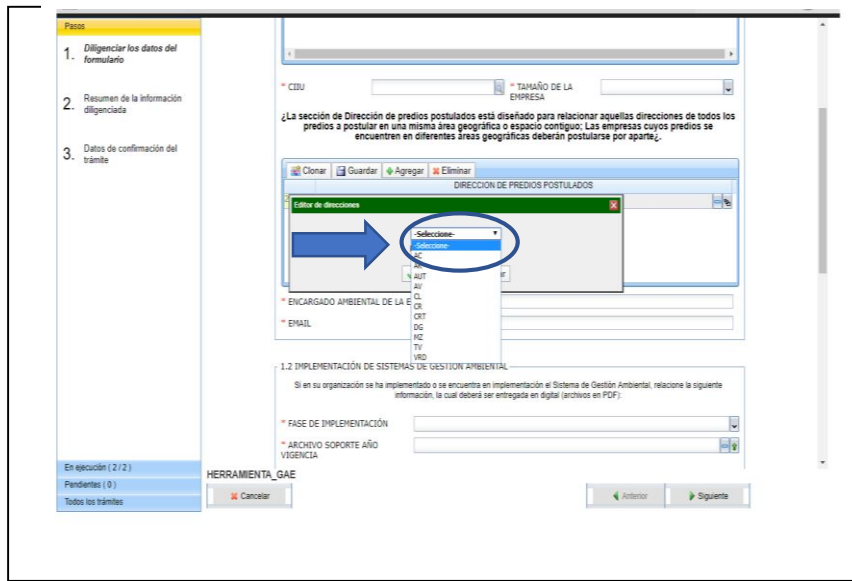 Pasos
1. Diligenciar los datos del
formulario
2. Resumen de la información
diligenciada
3. Datos de confirmación del
trámite
En ejecución ( 2 / 2 )
Pendientes ( 0 )
Todos los trámites
* CIIU
* TAMAÑO DE LA
EMPRESA
¿La sección de Dirección de predios postulados está diseñado para relacionar aquellas direcciones de todos los
predios a postular en una misma área geográfica o espacio contiguo; Las empresas cuyos predios se
encuentren en diferentes áreas geográficas deberán postularse por aparte¿.
Clonar Guardar Agregar Eliminar
DIRECCION DE PREDIOS POSTULADOS
Editor de direcciones
-Seleccione-
-Seleccione-
AC
AK
AUT
AV
CL
CR
CRT
DG
MZ
TV
VRD
* ENCARGADO AMBIENTAL DE LA E
* EMAIL
1.2 IMPLEMENTACIÓN DE SISTEMAS DE GESTIÓN AMBIENTAL
Si en su organización se ha implementado o se encuentra en implementación el Sistema de Gestión Ambiental, relacione la siguiente
información, la cual deberá ser entregada en digital (archivos en PDF):
* FASE DE IMPLEMENTACIÓN
* ARCHIVO SOPORTE AÑO
VIGENCIA
HERRAMIENTA_GAE
Cancelar
Anterior
Siguiente